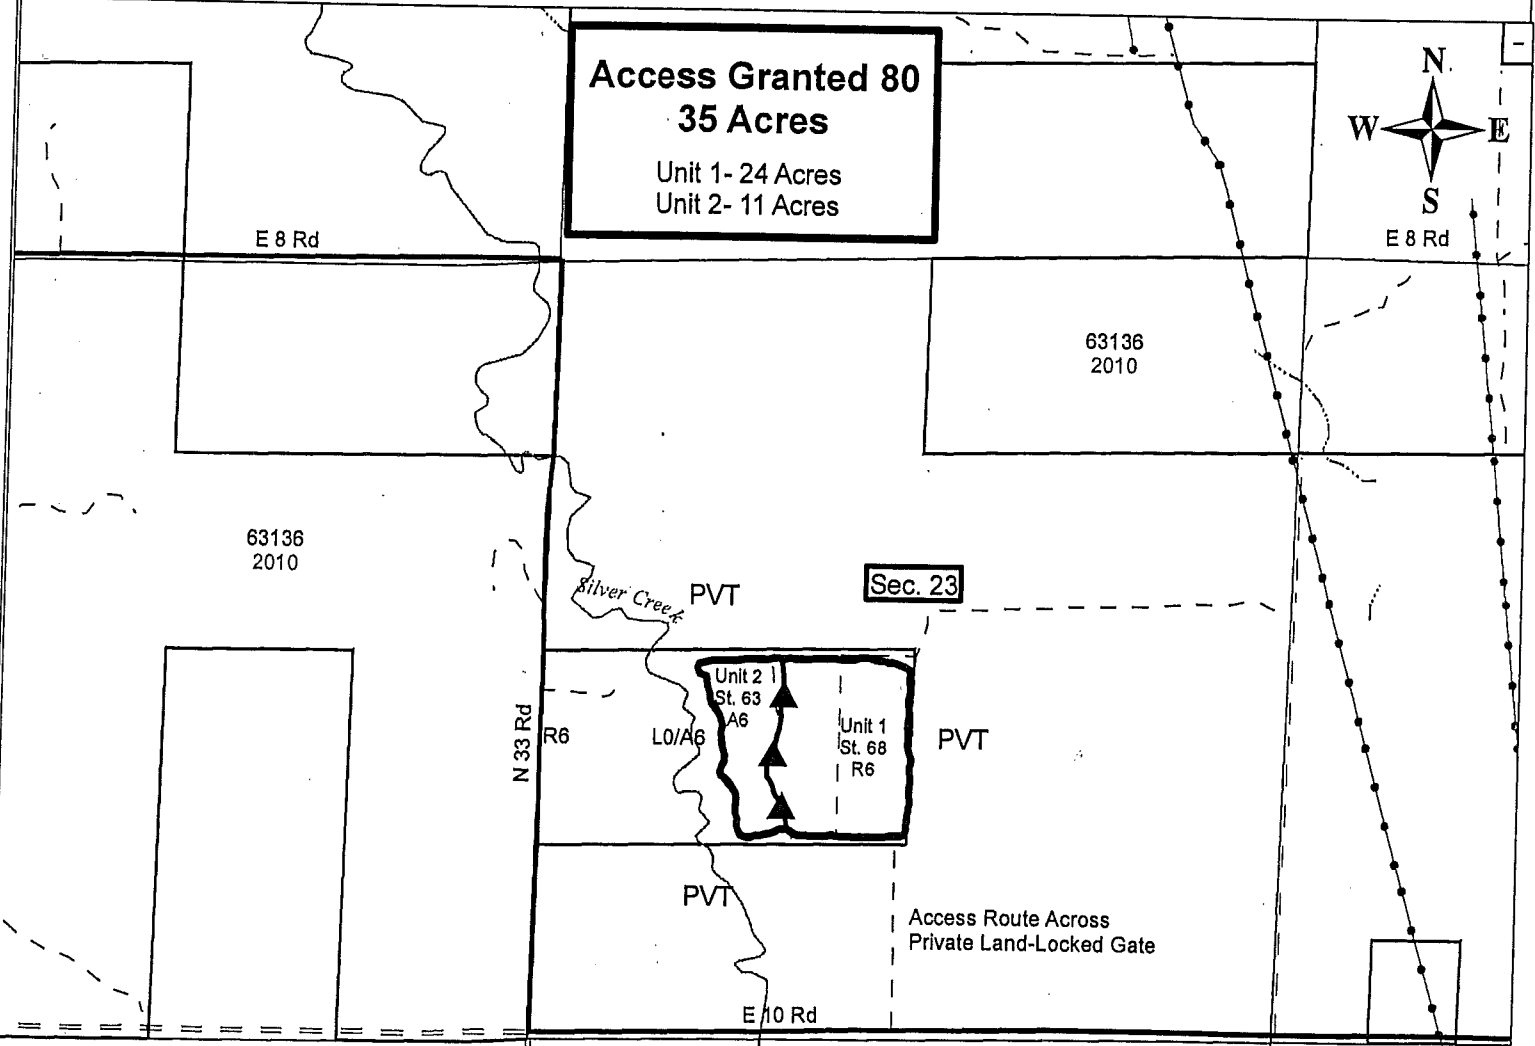 Access Granted 80
35 Acres
Unit 1- 24 Acres
Unit 2- 11 Acres
N
W
E
S
E 8 Rd
E 8 Rd
63136
2010
63136
2010
Sec. 23
Silver Creek
PVT
Unit 2
St. 63
A6
Unit 1
St. 68
R6
N 33 Rd
R6
L0/A6
PVT
PVT
Access Route Across
Private Land-Locked Gate
E 10 Rd